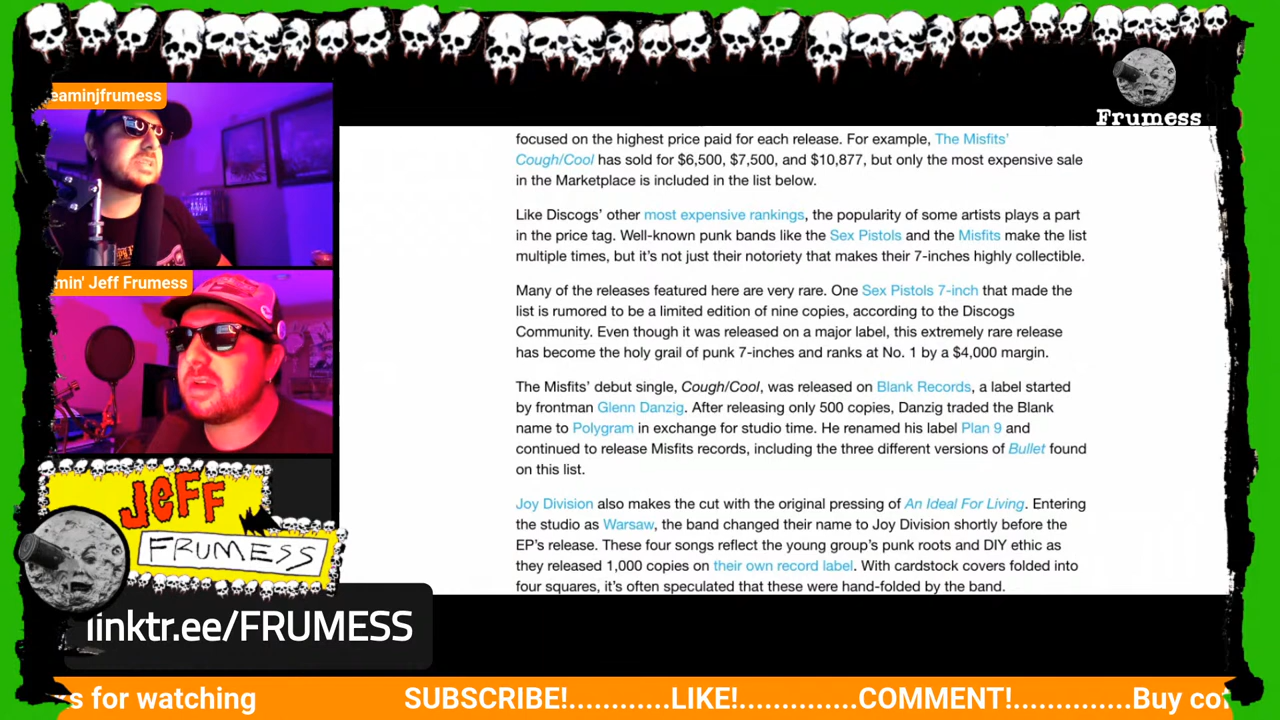 eaminjfrumess
min' Jeff Frumess
JEFF
FRUMESS
linktr.ee/FRUMESS
Frumess
focused on the highest price paid for each release. For example, The Misfits'
Cough/Cool has sold for $6,500, $7,500, and $10,877, but only the most expensive sale
in the Marketplace is included in the list below.
Like Discogs' other most expensive rankings, the popularity of some artists plays a part
in the price tag. Well-known punk bands like the Sex Pistols and the Misfits make the list
multiple times, but it's not just their notoriety that makes their 7-inches highly collectible.
Many of the releases featured here are very rare. One Sex Pistols 7-inch that made the
list is rumored to be a limited edition of nine copies, according to the Discogs
Community. Even though it was released on a major label, this extremely rare release
has become the holy grail of punk 7-inches and ranks at No. 1 by a $4,000 margin.
The Misfits' debut single, Cough/Cool, was released on Blank Records, a label started
by frontman Glenn Danzig. After releasing only 500 copies, Danzig traded the Blank
name to Polygram in exchange for studio time. He renamed his label Plan 9 and
continued to release Misfits records, including the three different versions of Bullet found
on this list.
Joy Division also makes the cut with the original pressing of An Ideal For Living. Entering
the studio as Warsaw, the band changed their name to Joy Division shortly before the
EP's release. These four songs reflect the young group's punk roots and DIY ethic as
they released 1,000 copies on their own record label. With cardstock covers folded into
four squares, it's often speculated that these were hand-folded by the band.
s for watching SUBSCRIBE!............LIKE!.............COMMENT!.............Buy cof